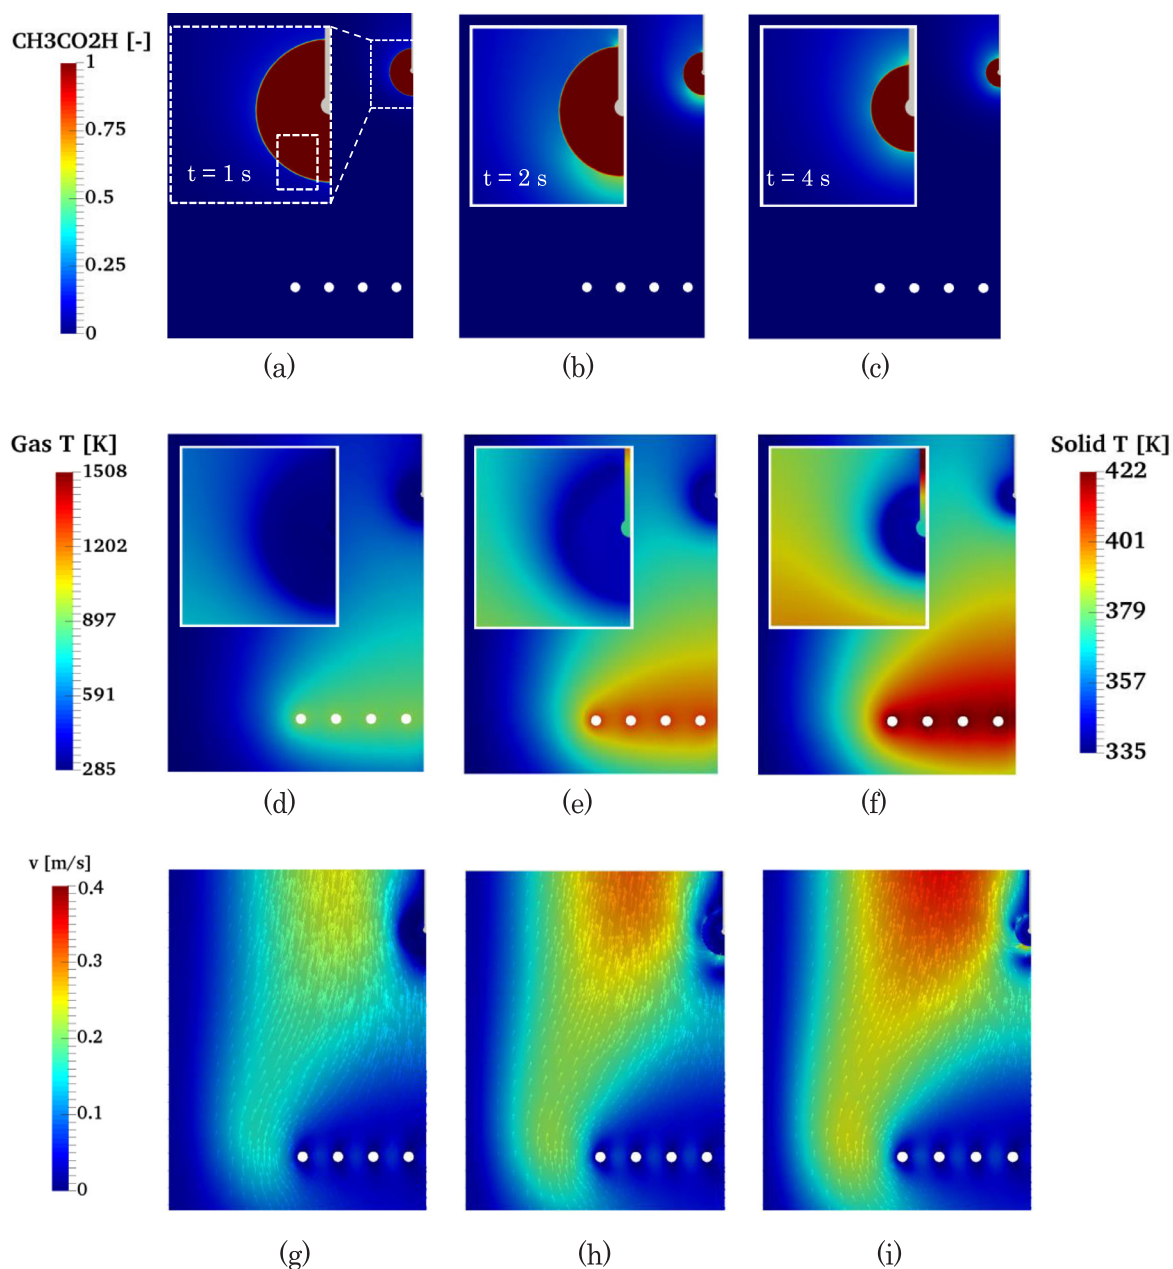 CH3CO2H [-]
1
0.75
0.5
0.25
0
t = 1 s
t = 2 s
t = 4 s
(a)
(b)
(c)
Gas T [K]
1508
1202
897
591
285
Solid T [K]
422
401
379
357
335
(d)
(e)
(f)
v [m/s]
0.4
0.3
0.2
0.1
0
(g)
(h)
(i)